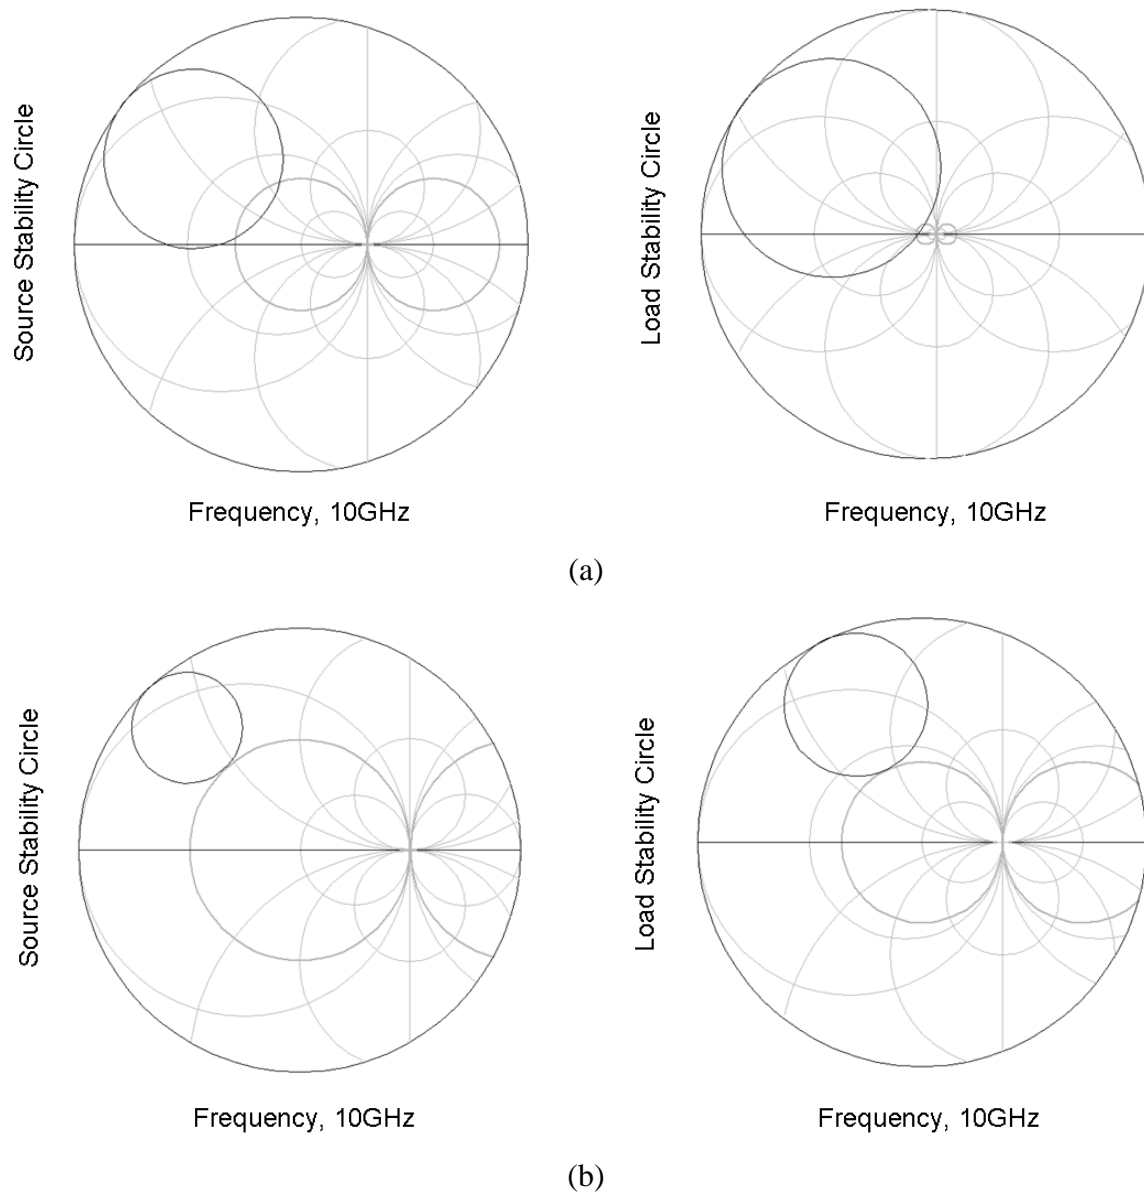 Source Stability Circle
Load Stability Circle
Frequency, 10GHz
Frequency, 10GHz
(a)
Source Stability Circle
Load Stability Circle
Frequency, 10GHz
Frequency, 10GHz
(b)